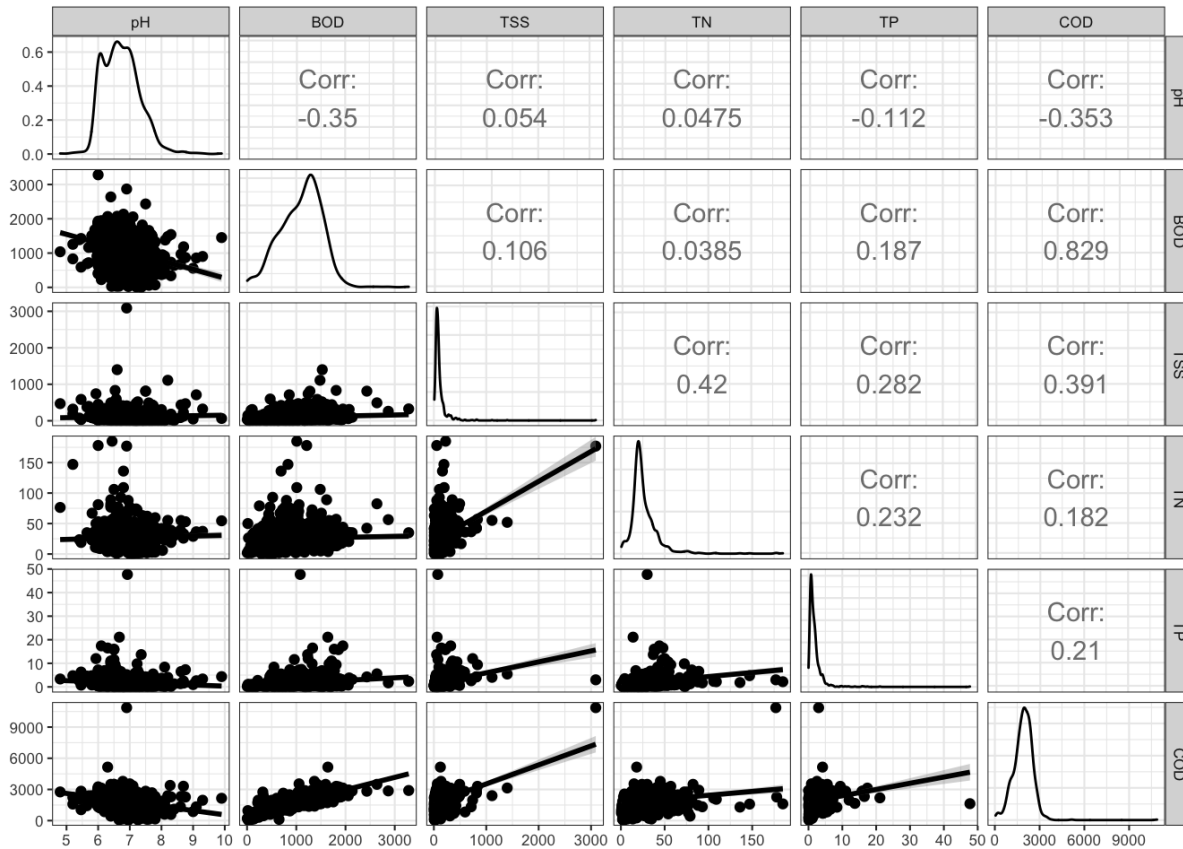 pH BOD TSS TN TP COD
0.6
0.4
0.2
0.0
Corr:
-0.35
Corr:
0.054
Corr:
0.0475
Corr:
-0.112
Corr:
-0.353
pH
3000
2000
1000
0
Corr:
0.106
Corr:
0.0385
Corr:
0.187
Corr:
0.829
BOD
3000
2000
1000
0
Corr:
0.42
Corr:
0.282
Corr:
0.391
TSS
150
100
50
0
Corr:
0.232
Corr:
0.182
TN
50
40
30
20
10
0
Corr:
0.21
TP
9000
6000
3000
0
COD
5 6 7 8 9 10 0 1000 2000 3000 0 1000 2000 3000 0 50 100 150 0 10 20 30 40 50 0 3000 6000 9000